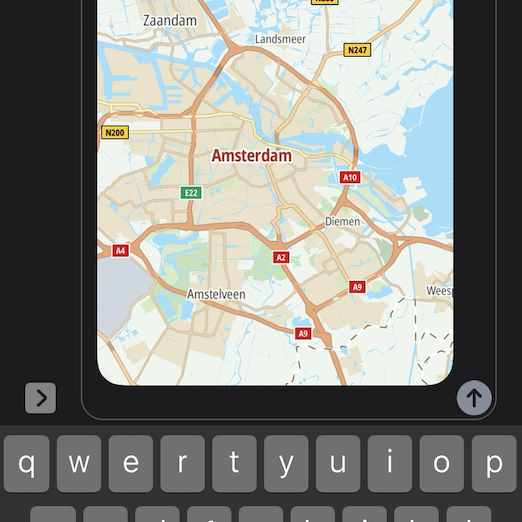 Zaandam
Landsmeer
N247
N200
Amsterdam
A10
E22
Diemen
A4
A2
A9
Amstelveen
Weesp
A9
q w e r t y u i o p